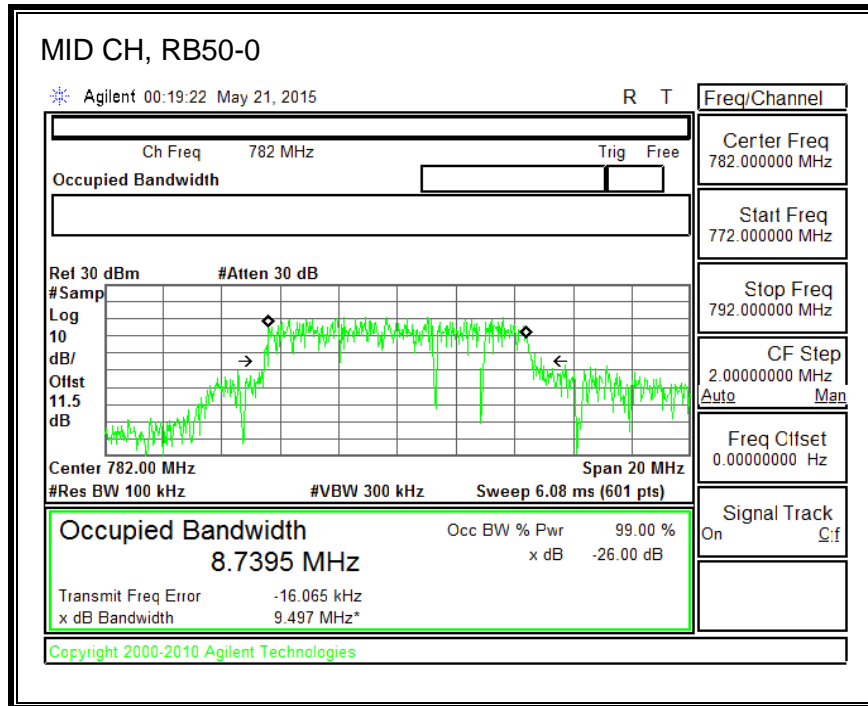 MID CH, RB50-0
Agilent 00:19:22 May 21, 2015 R T
Freq/Channel
Ch Freq 782 MHz Trig Free
Occupied Bandwidth
Center Freq
782.000000 MHz
Start Freq
772.000000 MHz
Stop Freq
792.000000 MHz
CF Step
2.00000000 MHz
Auto Man
Freq Offset
0.00000000 Hz
Signal Track
On Off
Ref 30 dBm #Atten 30 dB
#Samp
Log
10
dB/
Offst
11.5
dB
Center 782.00 MHz Span 20 MHz
#Res BW 100 kHz #VBW 300 kHz Sweep 6.08 ms (601 pts)
Occupied Bandwidth Occ BW % Pwr 99.00 %
8.7395 MHz x dB -26.00 dB
Transmit Freq Error -16.065 kHz
x dB Bandwidth 9.497 MHz*
Copyright 2000-2010 Agilent Technologies